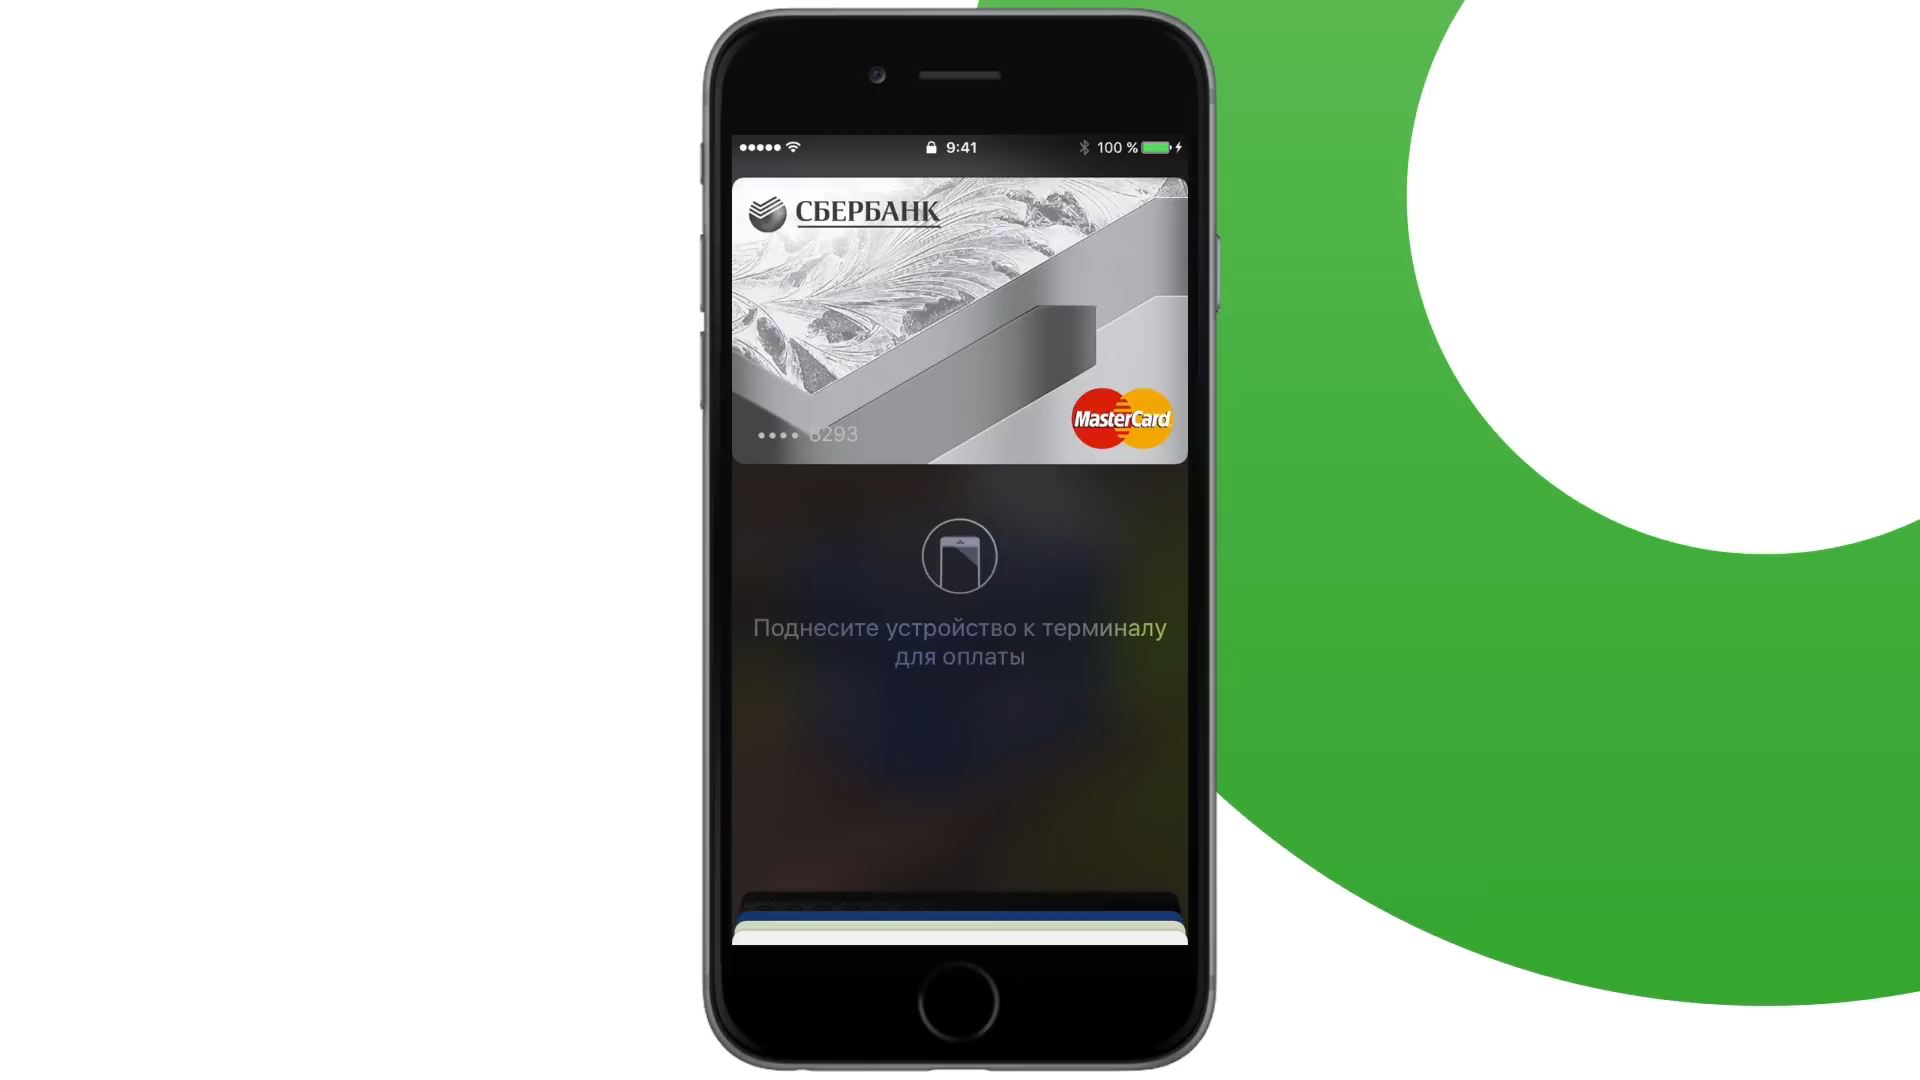 9:41
100 %
СБЕРБАНК
•••• 8293
MasterCard
Поднесите устройство к терминалу
для оплаты